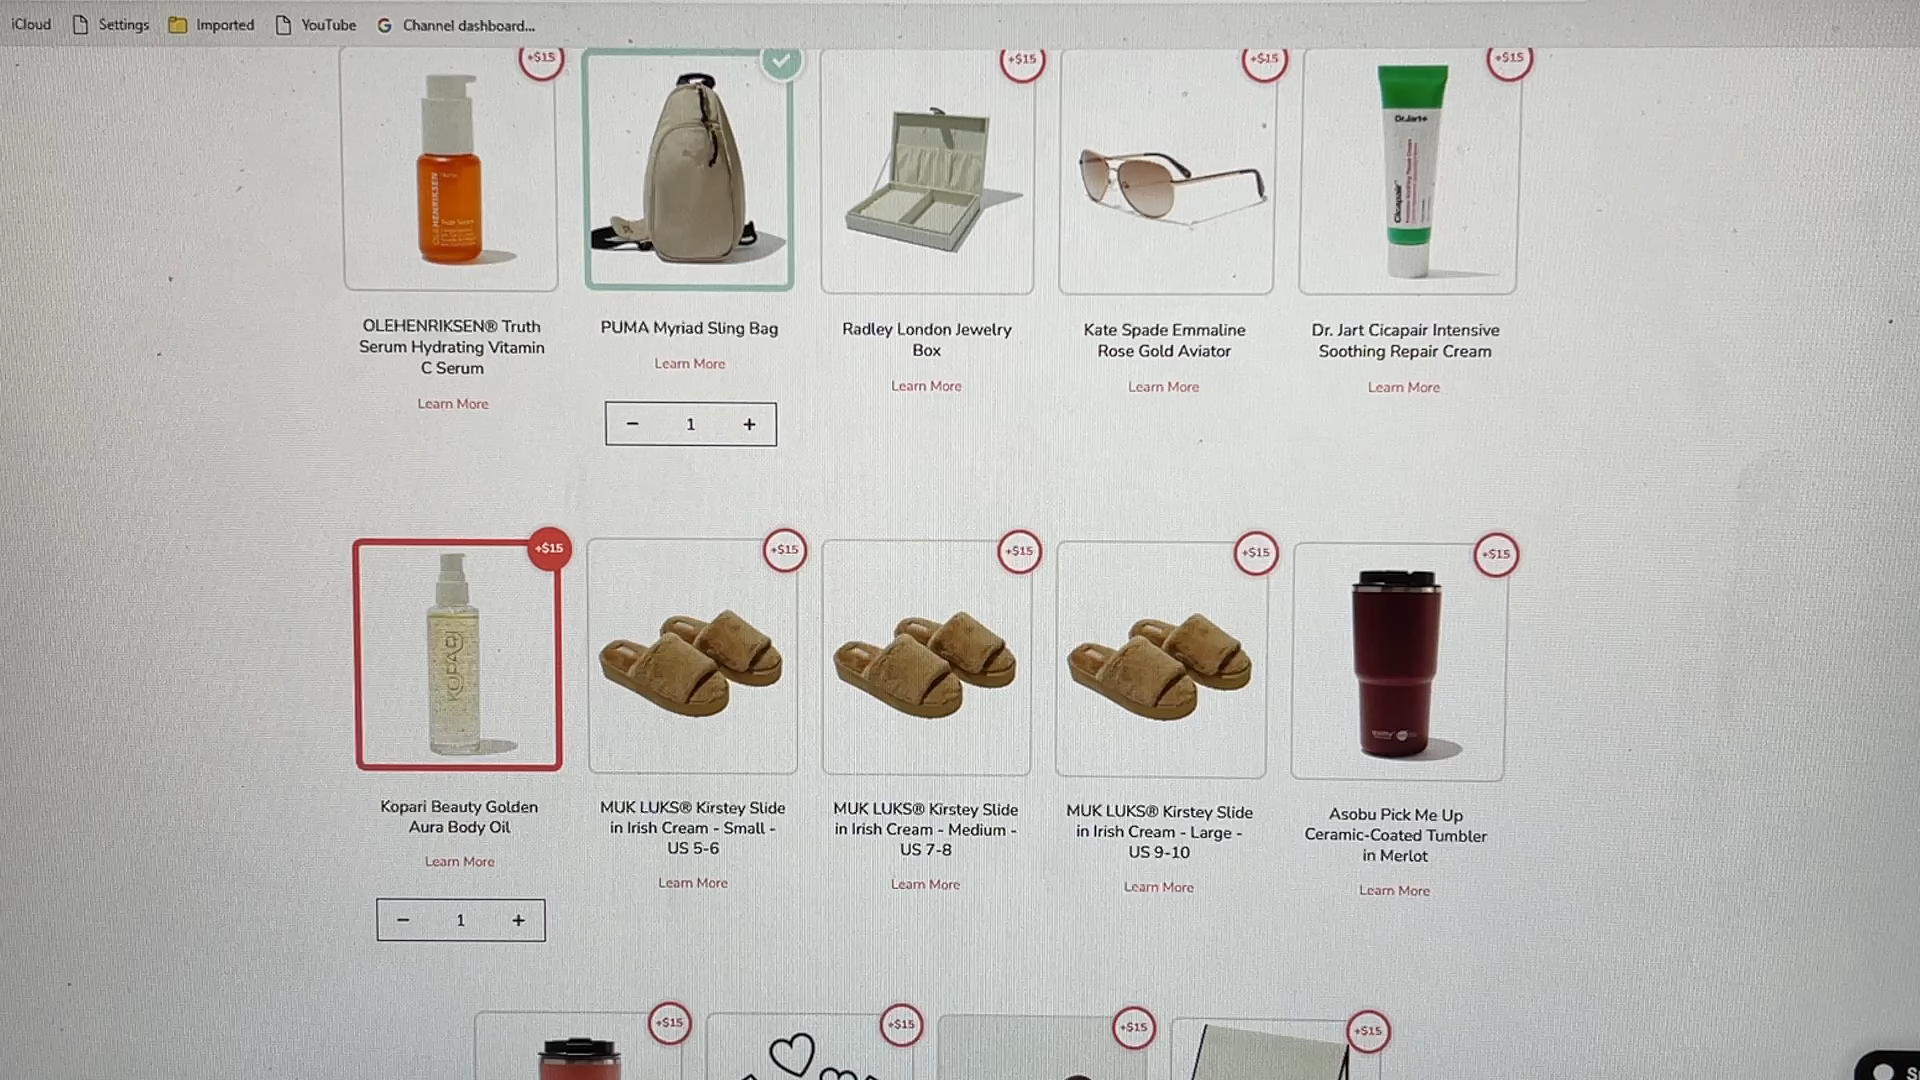 iCloud Settings Imported YouTube Channel dashboard...
+$15
+$15
+$15
+$15
OLEHENRIKSEN
Dr.Jart+
Cicapair
OLEHENRIKSEN® Truth
Serum Hydrating Vitamin
C Serum
Learn More
PUMA Myriad Sling Bag
Learn More
− 1 +
Radley London Jewelry
Box
Learn More
Kate Spade Emmaline
Rose Gold Aviator
Learn More
Dr. Jart Cicapair Intensive
Soothing Repair Cream
Learn More
+$15
+$15
+$15
+$15
+$15
KOPARI
Kopari Beauty Golden
Aura Body Oil
Learn More
− 1 +
MUK LUKS® Kirstey Slide
in Irish Cream - Small -
US 5-6
Learn More
MUK LUKS® Kirstey Slide
in Irish Cream - Medium -
US 7-8
Learn More
MUK LUKS® Kirstey Slide
in Irish Cream - Large -
US 9-10
Learn More
Asobu Pick Me Up
Ceramic-Coated Tumbler
in Merlot
Learn More
+$15
+$15
+$15
+$15